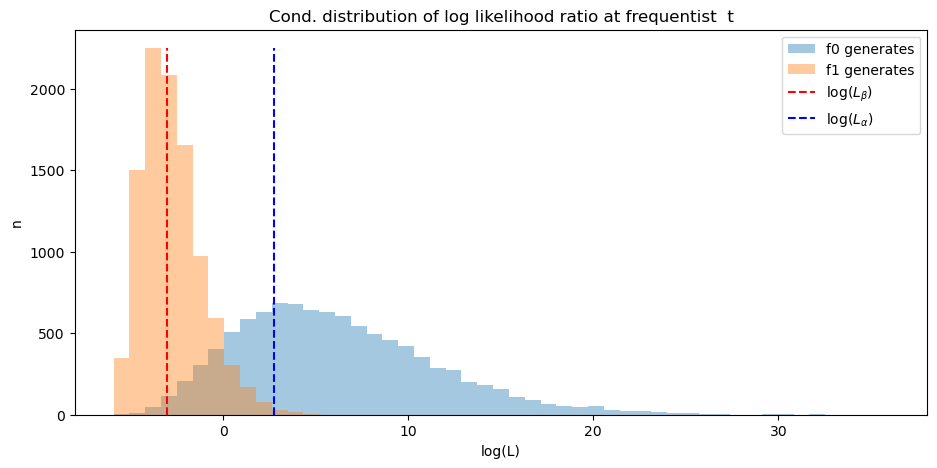 Cond. distribution of log likelihood ratio at frequentist  t
f0 generates
f1 generates
log(L_β)
log(L_α)
n
2000
1500
1000
500
0
0 10 20 30
log(L)